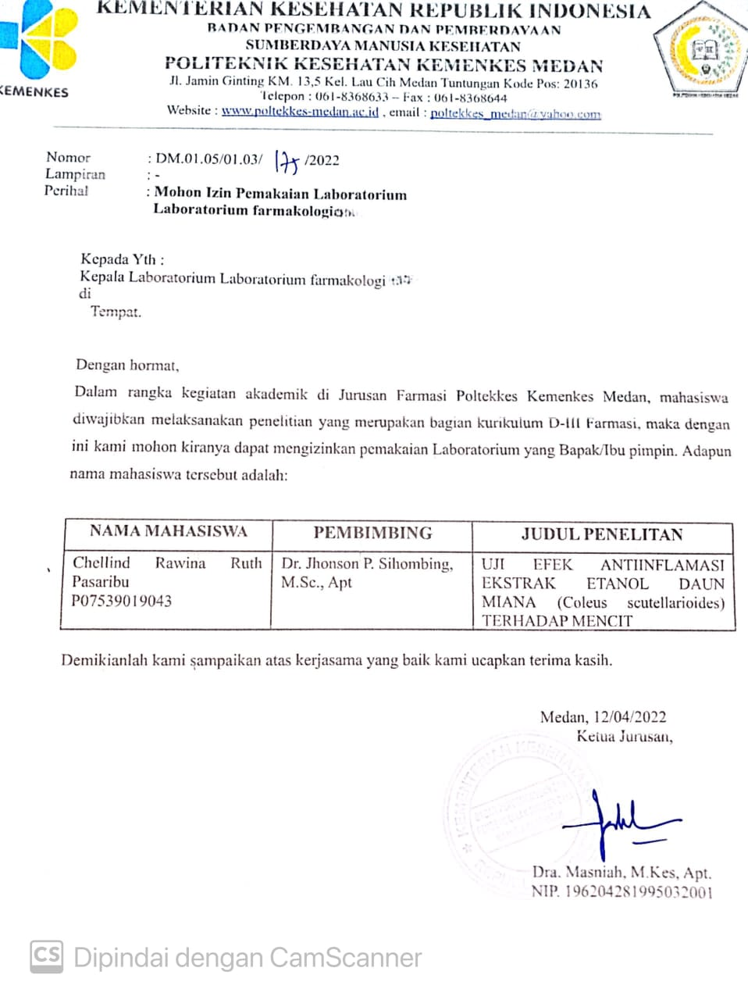 KEMENTERIAN KESEHATAN REPUBLIK INDONESIA
BADAN PENGEMBANGAN DAN PEMBERDAYAAN
SUMBERDAYA MANUSIA KESEHATAN
POLITEKNIK KESEHATAN KEMENKES MEDAN
Jl. Jamin Ginting KM. 13,5 Kel. Lau Cih Medan Tuntungan Kode Pos: 20136
Telepon : 061-8368633 – Fax : 061-8368644
Website : www.poltekkes-medan.ac.id , email : poltekkes_medan@yahoo.com
KEMENKES
Nomor : DM.01.05/01.03/ 175 /2022
Lampiran : -
Perihal : Mohon Izin Pemakaian Laboratorium
Laboratorium farmakologi
Kepada Yth :
Kepala Laboratorium Laboratorium farmakologi
di
Tempat.
Dengan hormat,
Dalam rangka kegiatan akademik di Jurusan Farmasi Poltekkes Kemenkes Medan, mahasiswa
diwajibkan melaksanakan penelitian yang merupakan bagian kurikulum D-III Farmasi, maka dengan
ini kami mohon kiranya dapat mengizinkan pemakaian Laboratorium yang Bapak/Ibu pimpin. Adapun
nama mahasiswa tersebut adalah:
NAMA MAHASISWA PEMBIMBING JUDUL PENELITAN
Chellind Rawina Ruth Dr. Jhonson P. Sihombing, UJI EFEK ANTIINFLAMASI
Pasaribu M.Sc., Apt EKSTRAK ETANOL DAUN
P07539019043 MIANA (Coleus scutellarioides)
TERHADAP MENCIT
Demikianlah kami sampaikan atas kerjasama yang baik kami ucapkan terima kasih.
Medan, 12/04/2022
Ketua Jurusan,
KEMENTERIAN KESEHATAN
Dra. Masniah, M.Kes, Apt.
NIP. 196204281995032001
CS Dipindai dengan CamScanner